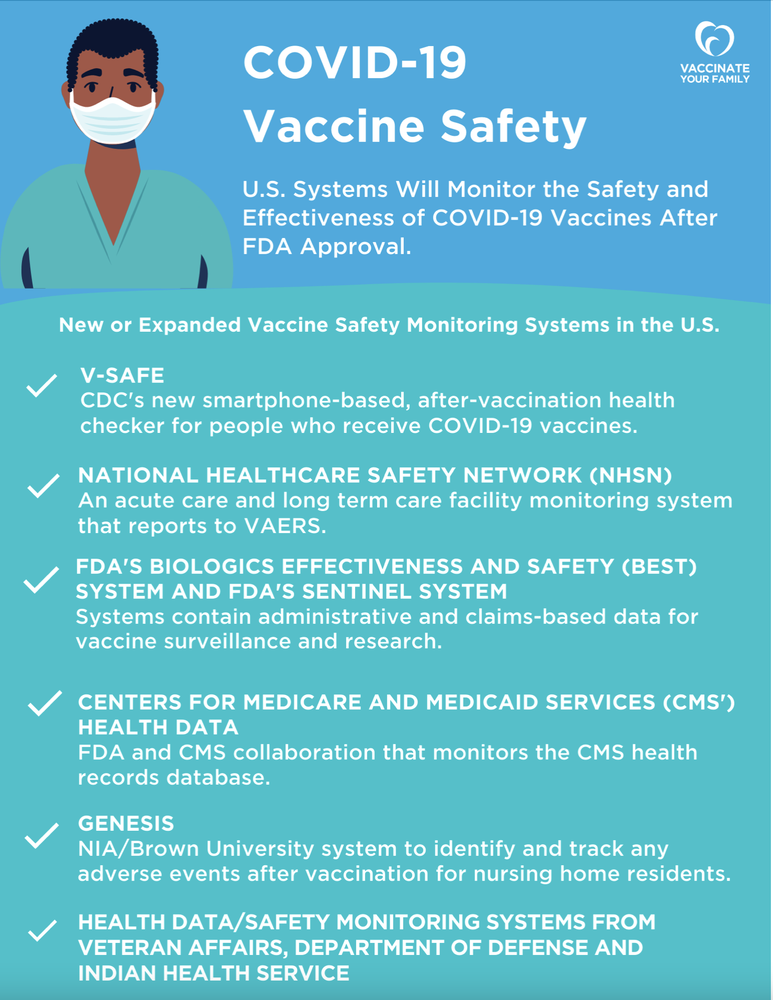 COVID-19
Vaccine Safety
VACCINATE
YOUR FAMILY
U.S. Systems Will Monitor the Safety and
Effectiveness of COVID-19 Vaccines After
FDA Approval.
New or Expanded Vaccine Safety Monitoring Systems in the U.S.
V-SAFE
CDC's new smartphone-based, after-vaccination health
checker for people who receive COVID-19 vaccines.
NATIONAL HEALTHCARE SAFETY NETWORK (NHSN)
An acute care and long term care facility monitoring system
that reports to VAERS.
FDA'S BIOLOGICS EFFECTIVENESS AND SAFETY (BEST)
SYSTEM AND FDA'S SENTINEL SYSTEM
Systems contain administrative and claims-based data for
vaccine surveillance and research.
CENTERS FOR MEDICARE AND MEDICAID SERVICES (CMS')
HEALTH DATA
FDA and CMS collaboration that monitors the CMS health
records database.
GENESIS
NIA/Brown University system to identify and track any
adverse events after vaccination for nursing home residents.
HEALTH DATA/SAFETY MONITORING SYSTEMS FROM
VETERAN AFFAIRS, DEPARTMENT OF DEFENSE AND
INDIAN HEALTH SERVICE